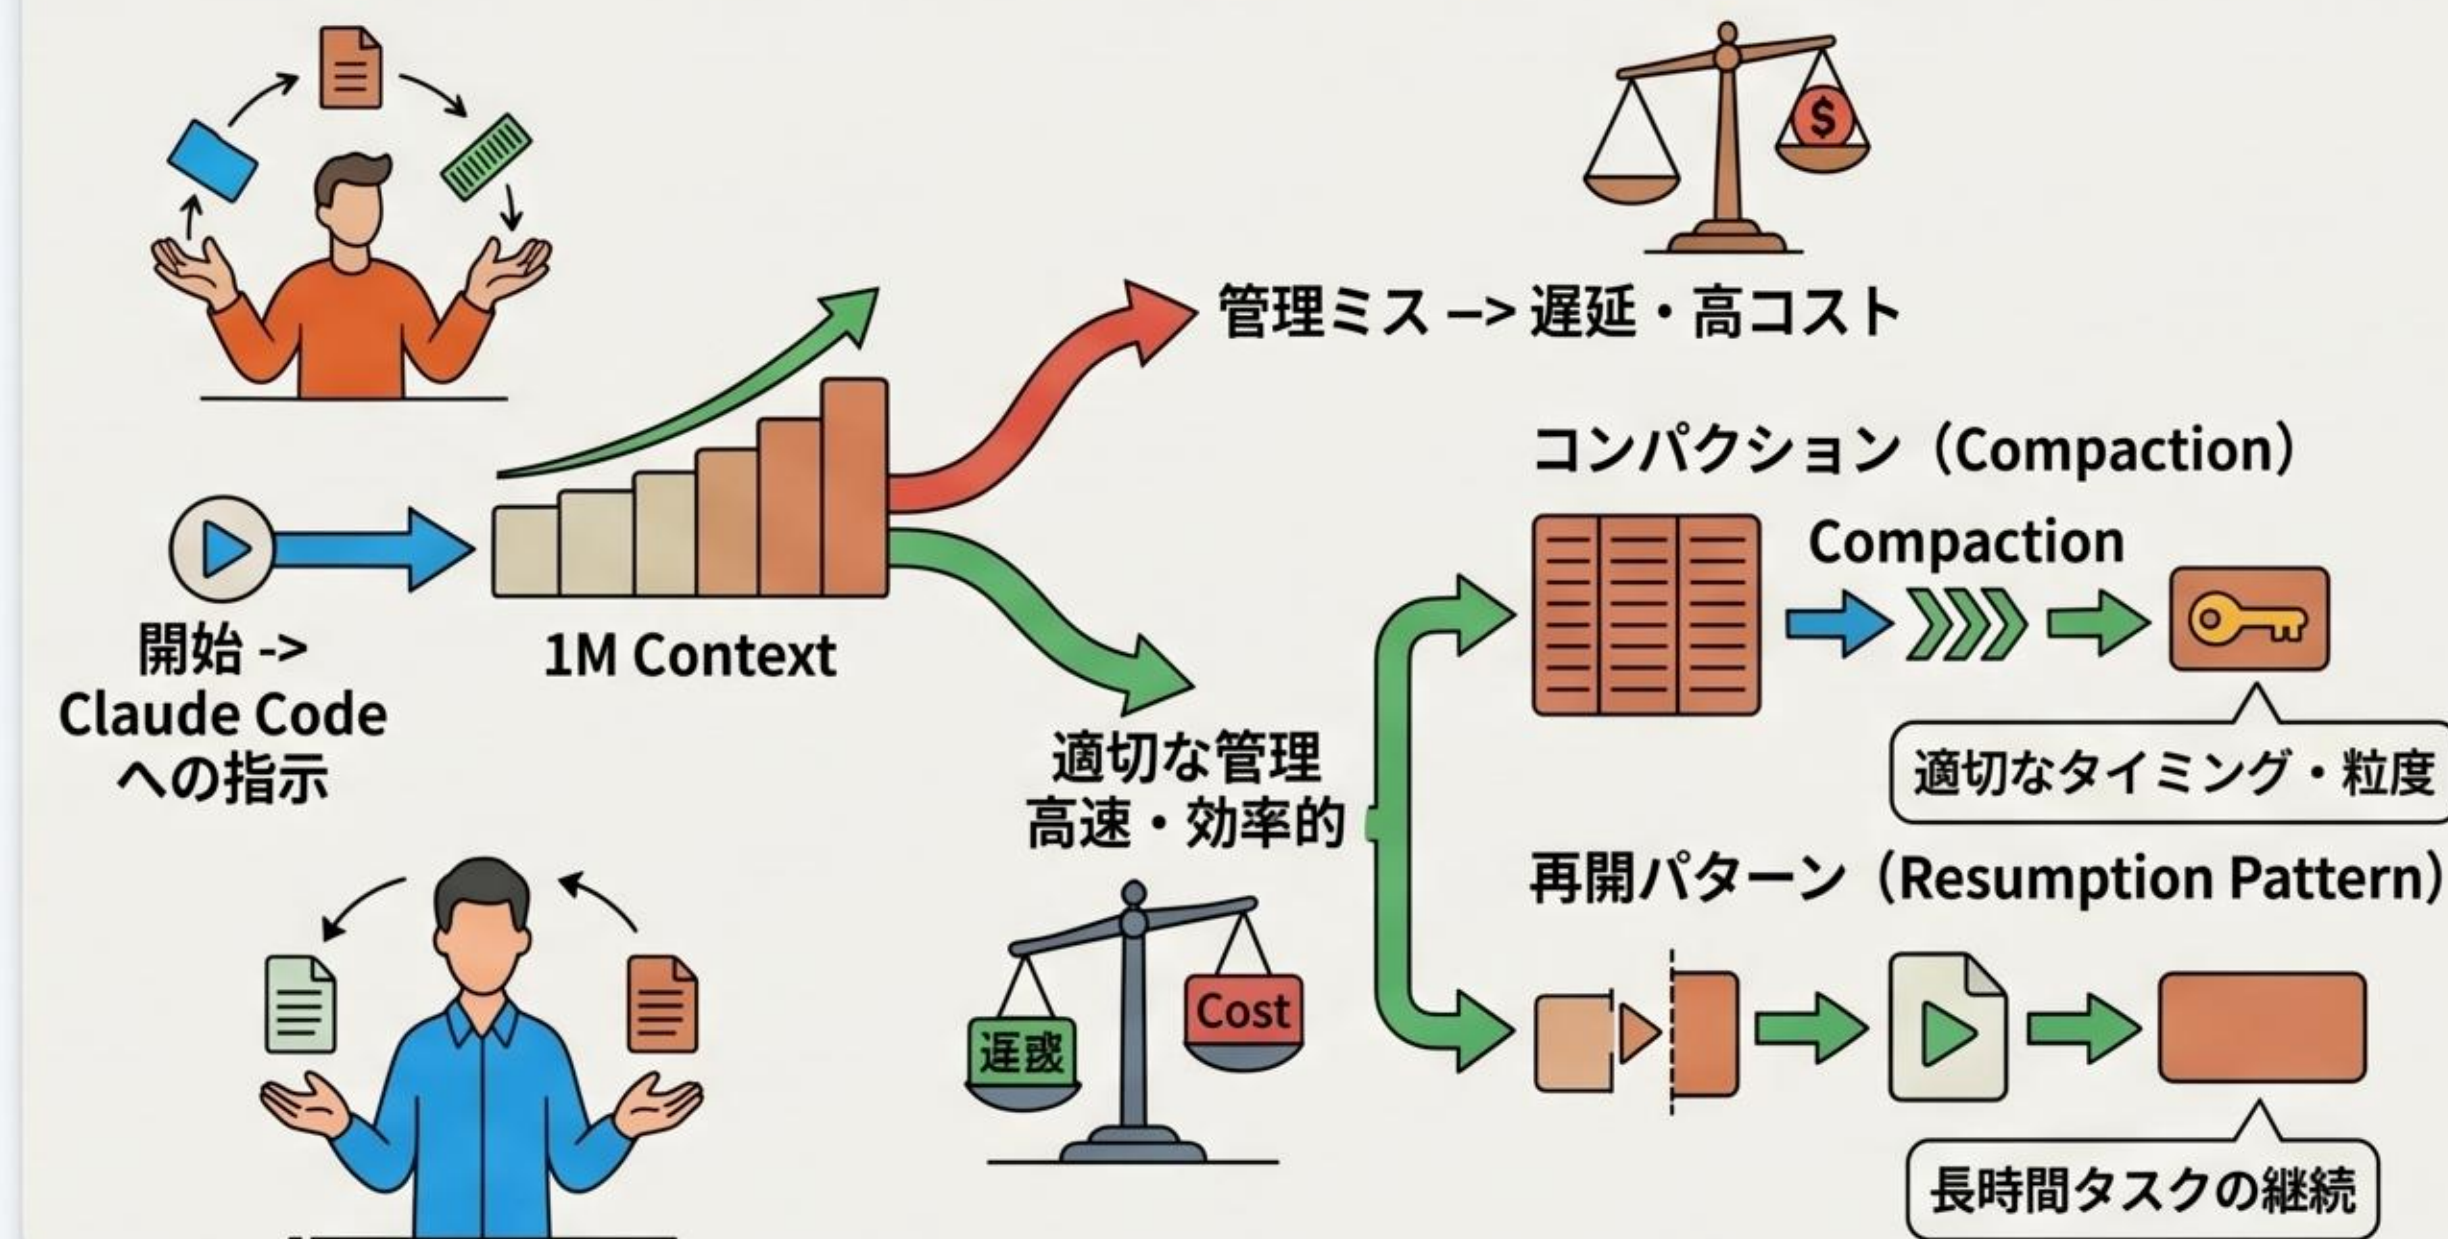 $
管理ミス –> 遅延・高コスト
開始 ->
Claude Code
への指示
1M Context
適切な管理
高速・効率的
Cost
コンパクション（Compaction）
Compaction
適切なタイミング・粒度
再開パターン（Resumption Pattern）
長時間タスクの継続